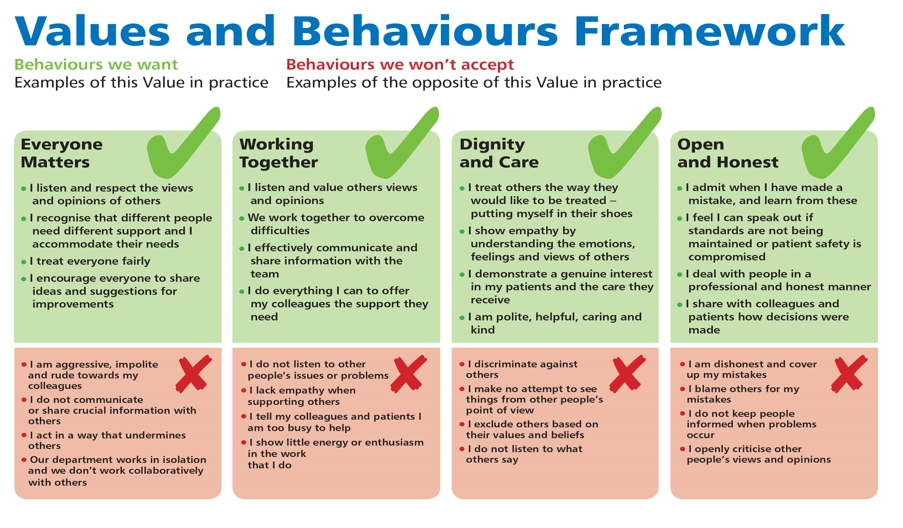 Values and Behaviours Framework
Behaviours we want
Examples of this Value in practice
Behaviours we won't accept
Examples of the opposite of this Value in practice
Everyone
Matters
• I listen and respect the views
and opinions of others
• I recognise that different people
need different support and I
accommodate their needs
• I treat everyone fairly
• I encourage everyone to share
ideas and suggestions for
improvements
• I am aggressive, impolite
and rude towards my
colleagues
• I do not communicate
or share crucial information with
others
• I act in a way that undermines
others
• Our department works in isolation
and we don't work collaboratively
with others
Working
Together
• I listen and value others views
and opinions
• We work together to overcome
difficulties
• I effectively communicate and
share information with the
team
• I do everything I can to offer
my colleagues the support they
need
• I do not listen to other
people's issues or problems
• I lack empathy when
supporting others
• I tell my colleagues and patients I
am too busy to help
• I show little energy or enthusiasm
in the work
that I do
Dignity
and Care
• I treat others the way they
would like to be treated –
putting myself in their shoes
• I show empathy by
understanding the emotions,
feelings and views of others
• I demonstrate a genuine interest
in my patients and the care they
receive
• I am polite, helpful, caring and
kind
• I discriminate against
others
• I make no attempt to see
things from other people's
point of view
• I exclude others based on
their values and beliefs
• I do not listen to what
others say
Open
and Honest
• I admit when I have made a
mistake, and learn from these
• I feel I can speak out if
standards are not being
maintained or patient safety is
compromised
• I deal with people in a
professional and honest manner
• I share with colleagues and
patients how decisions were
made
• I am dishonest and cover
up my mistakes
• I blame others for my
mistakes
• I do not keep people
informed when problems
occur
• I openly criticise other
people's views and opinions